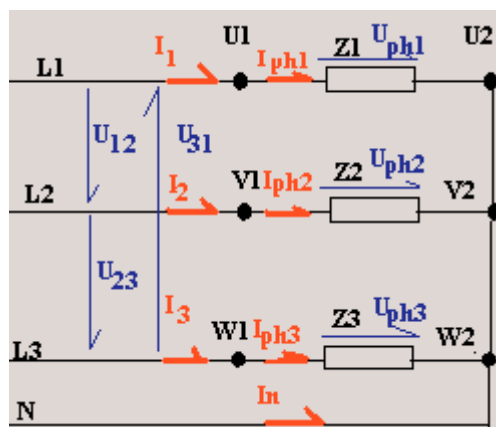 L1 I1 U1 Iph1 Z1 Uph1 U2
U12 U31
L2 I2 V1 Iph2 Z2 Uph2 V2
U23
L3 I3 W1 Iph3 Z3 Uph3 W2
N In